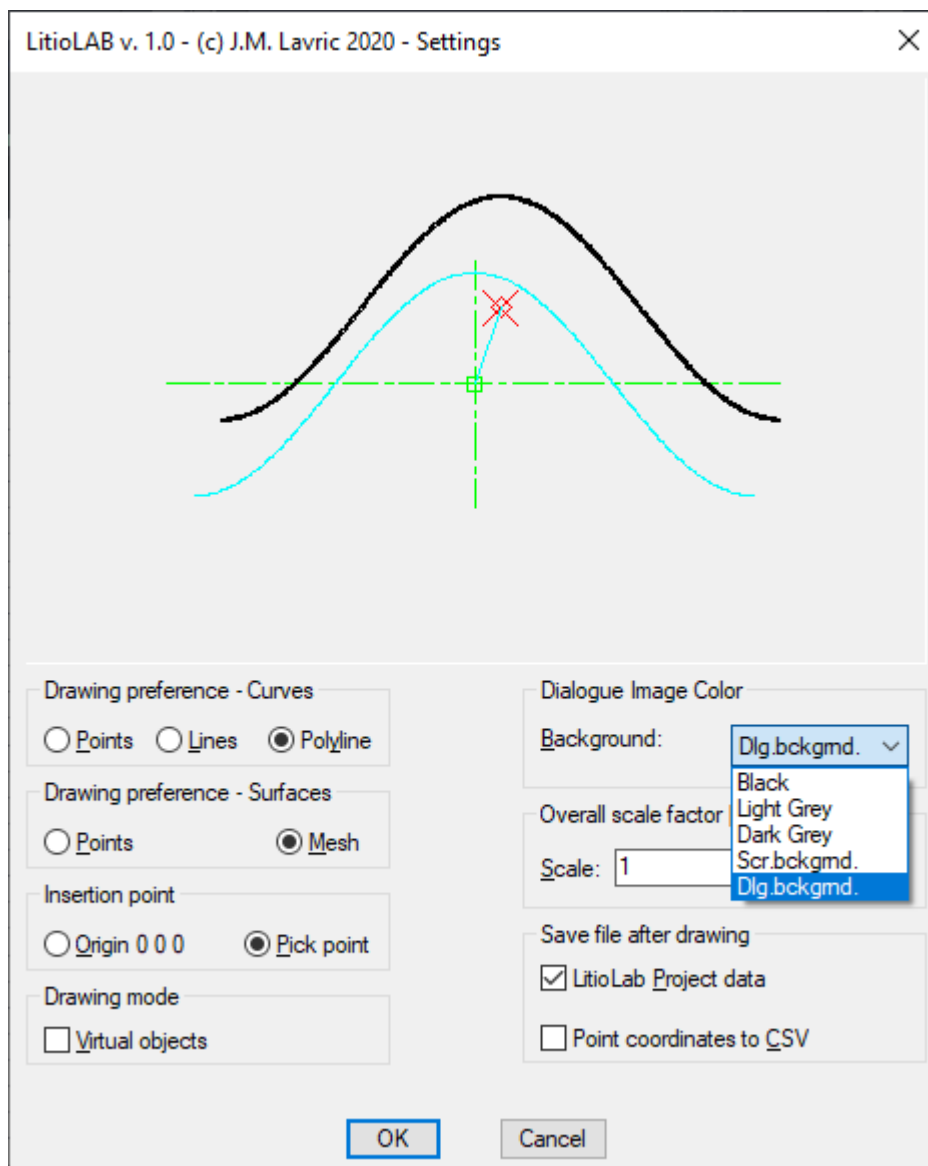 LitioLAB v. 1.0 - (c) J.M. Lavric 2020 - Settings
Drawing preference - Curves
Points Lines Polyline
Drawing preference - Surfaces
Points Mesh
Insertion point
Origin 0 0 0 Pick point
Drawing mode
Virtual objects
Dialogue Image Color
Background: Dlg.bckgrnd.
Black
Light Grey
Dark Grey
Scr.bckgrnd.
Dlg.bckgrnd.
Overall scale factor
Scale: 1
Save file after drawing
LitioLab Project data
Point coordinates to CSV
OK Cancel